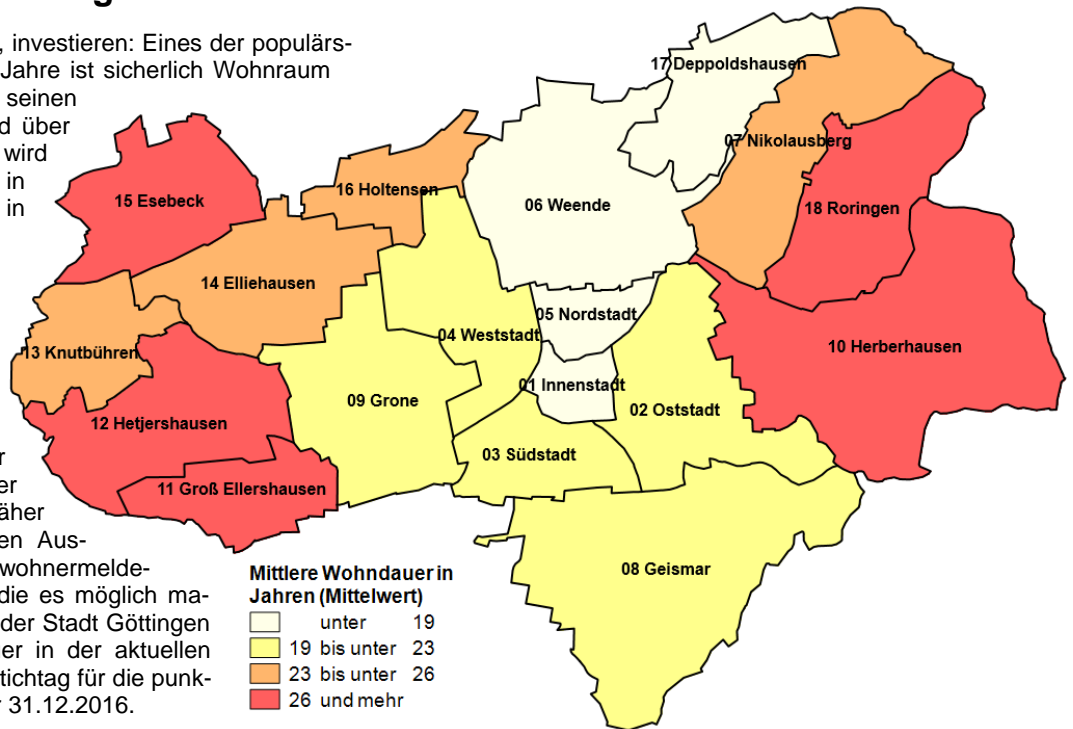 , investieren: Eines der populärs-
Jahre ist sicherlich Wohnraum
seinen
d über
wird
in
in
r
er
äher
en Aus-
wohnermelde-
die es möglich ma-
der Stadt Göttingen
er in der aktuellen
tichtag für die punk-
r 31.12.2016.
17 Deppoldshausen
07 Nikolausberg
16 Holtensen
15 Esebeck
06 Weende
18 Roringen
14 Elliehausen
05 Nordstadt
04 Weststadt
10 Herberhausen
13 Knutbühren
01 Innenstadt
09 Grone
02 Oststadt
12 Hetjershausen
03 Südstadt
11 Groß Ellershausen
08 Geismar
Mittlere Wohndauer in
Jahren (Mittelwert)
unter 19
19 bis unter 23
23 bis unter 26
26 und mehr